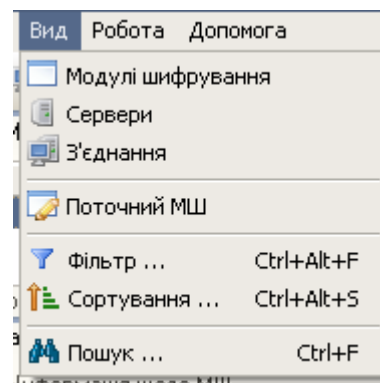 Вид Робота Допомога
Модулі шифрування
Сервери
З'єднання
Поточний МШ
Фільтр ... Ctrl+Alt+F
Сортування ... Ctrl+Alt+S
Пошук ... Ctrl+F